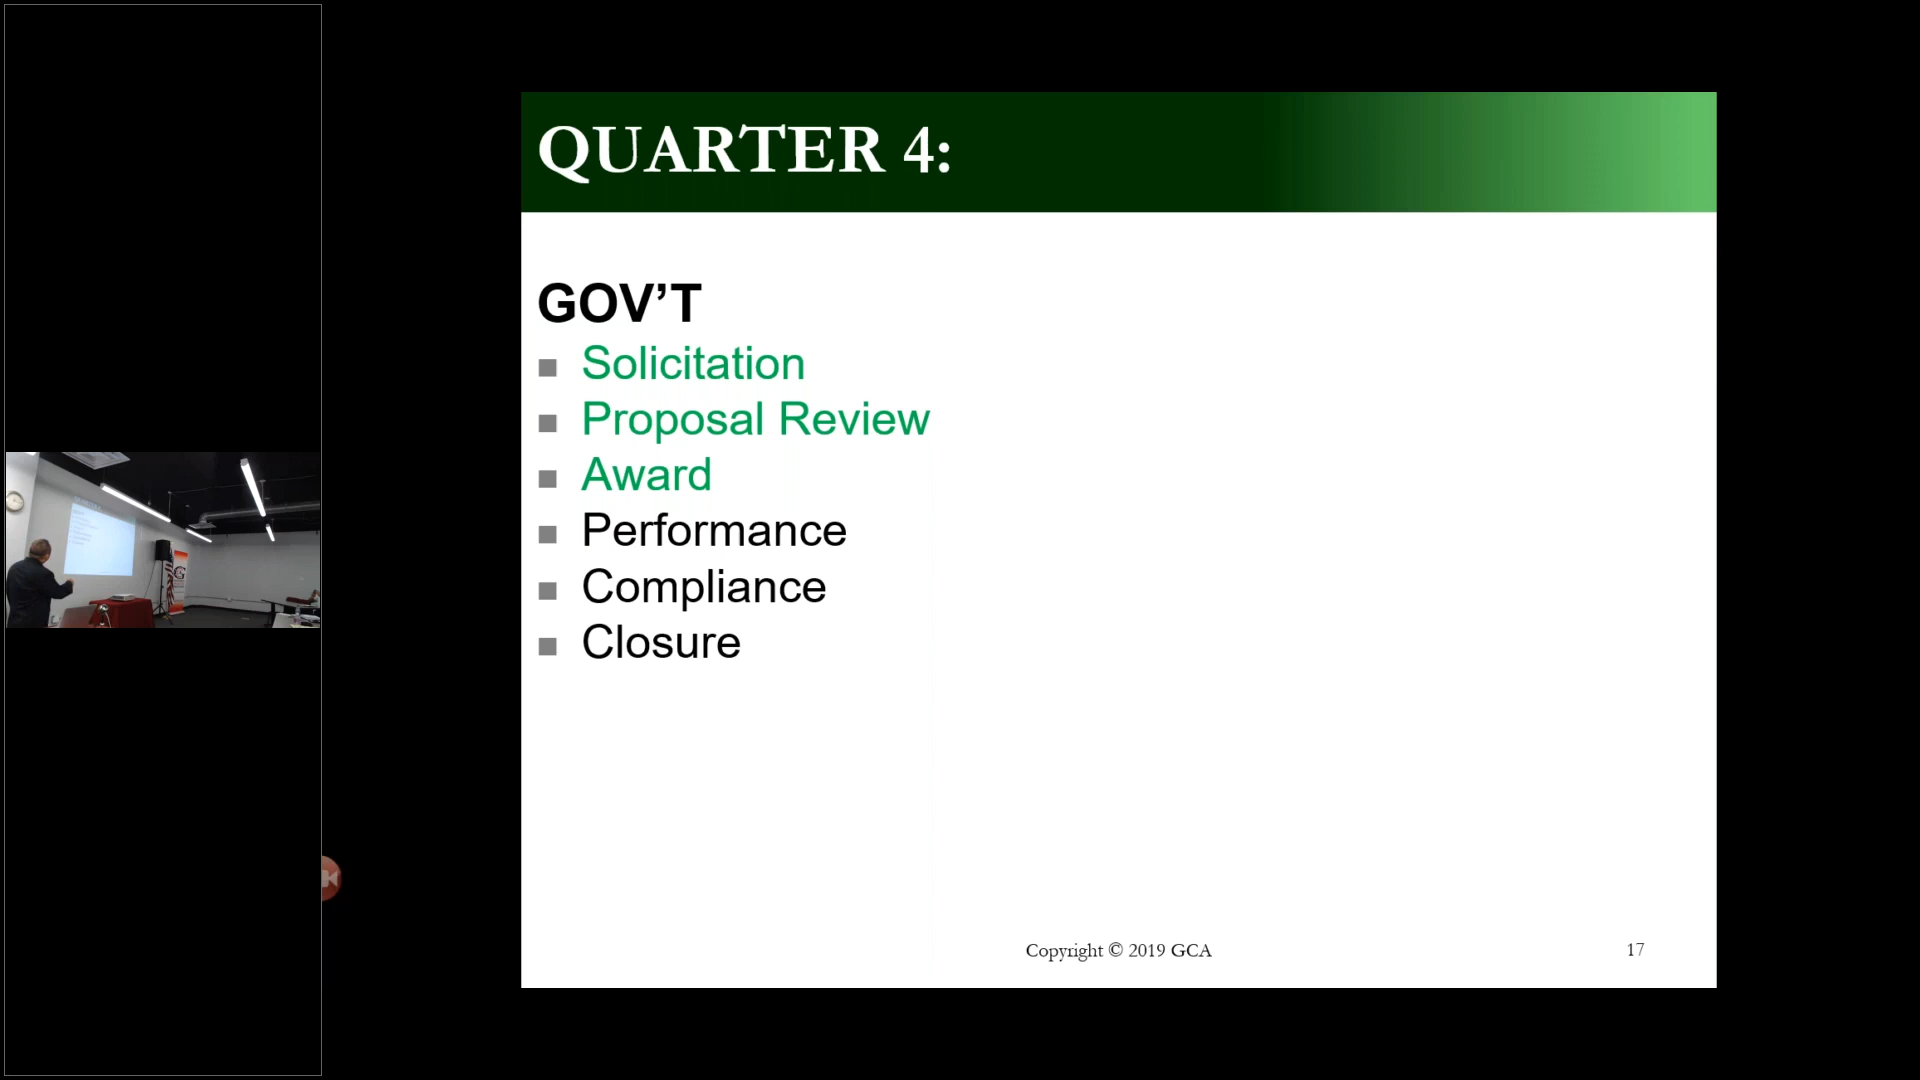 QUARTER 4:
GOV’T
Solicitation
Proposal Review
Award
Performance
Compliance
Closure
Copyright © 2019 GCA
17